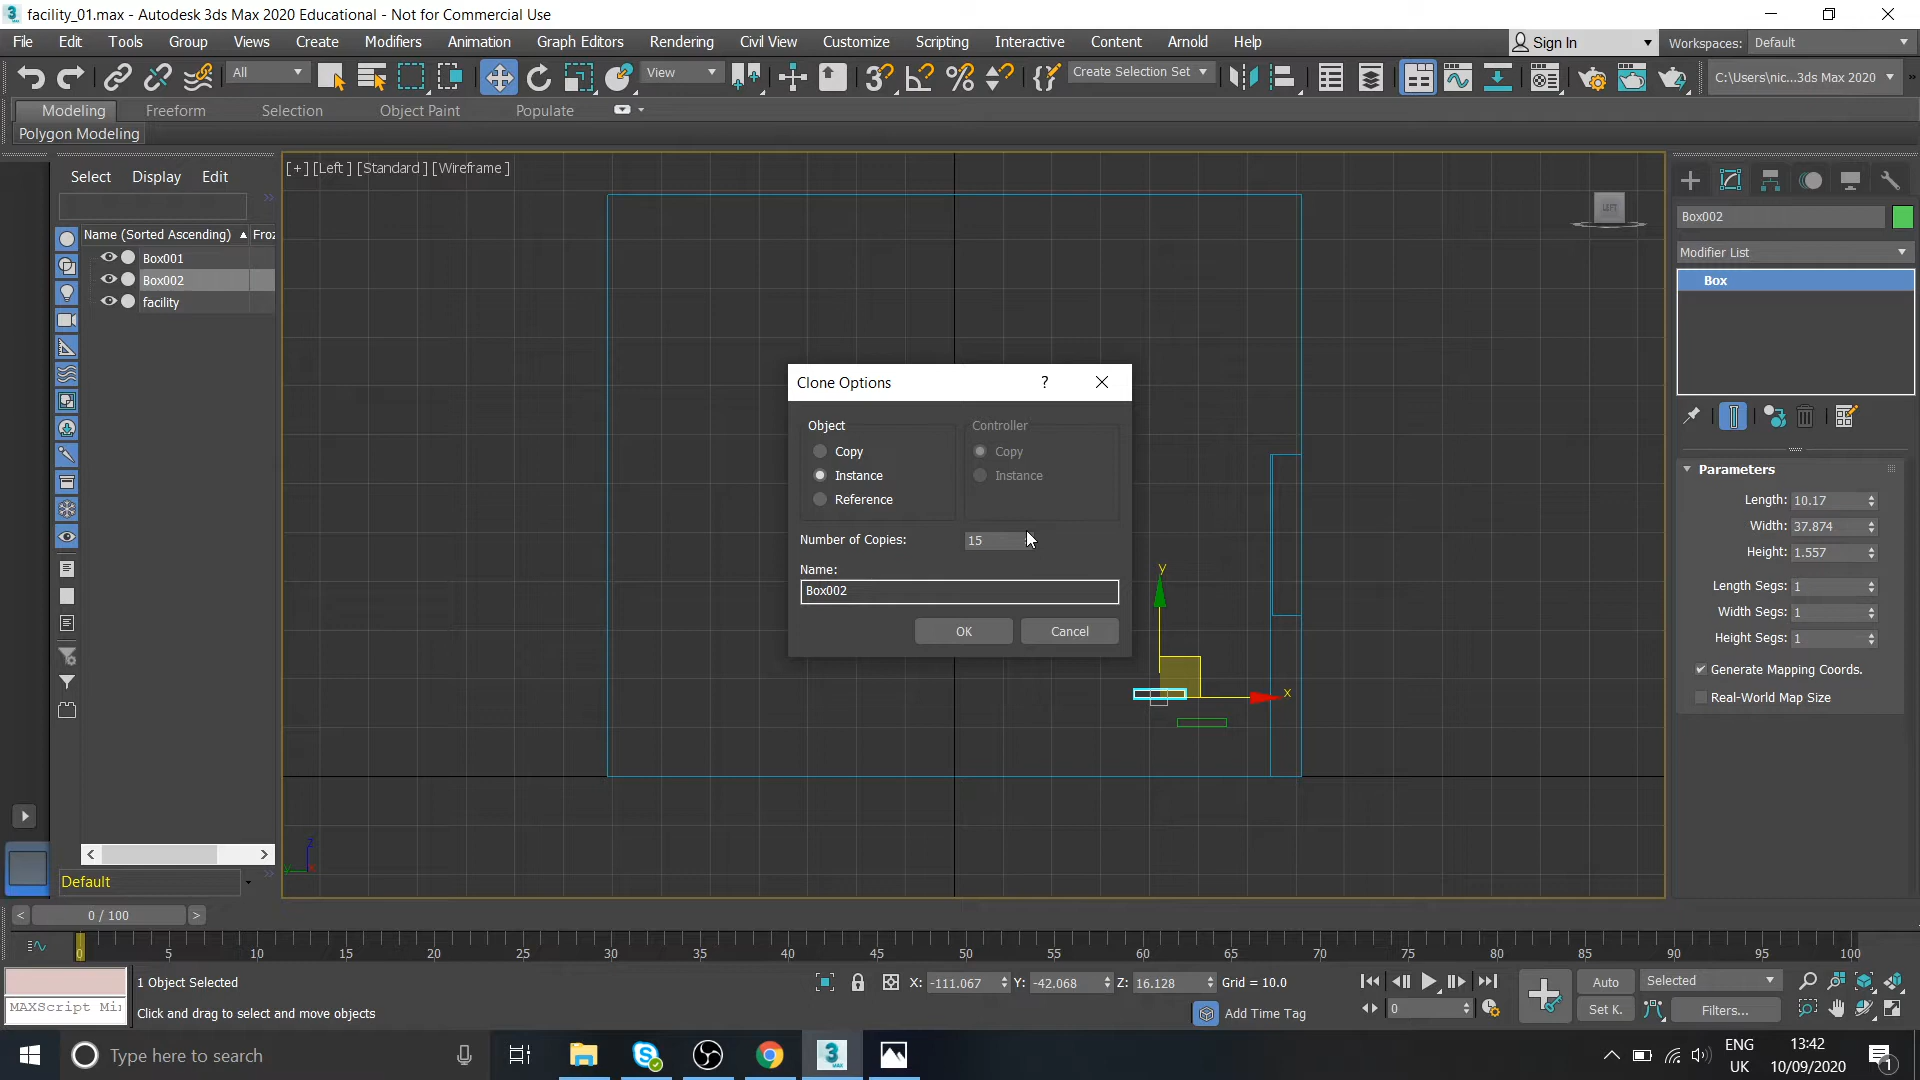 facility_01.max - Autodesk 3ds Max 2020 Educational - Not for Commercial Use
File Edit Tools Group Views Create Modifiers Animation Graph Editors Rendering Civil View Customize Scripting Interactive Content Arnold Help Sign In Workspaces: Default
All View Create Selection Set C:\Users\nic...3ds Max 2020
Modeling Freeform Selection Object Paint Populate
Polygon Modeling
Select Display Edit
[+] [Left ] [Standard ] [Wireframe ]
LEFT
Box002
Name (Sorted Ascending) Froz
Modifier List
Box001
Box002
facility
Box
Clone Options ?
Object Controller
Copy Copy
Instance Instance
Reference
Number of Copies: 15
Name:
Box002
OK Cancel
Parameters
Length: 10.17
Width: 37.874
Height: 1.557
Length Segs: 1
Width Segs: 1
Height Segs: 1
Generate Mapping Coords.
Real-World Map Size
y
x
z
Default
0 / 100
0 5 10 15 20 25 30 35 40 45 50 55 60 65 70 75 80 85 90 95 100
1 Object Selected X: -111.067 Y: -42.068 Z: 16.128 Grid = 10.0 Auto Selected
MAXScript Mi
Click and drag to select and move objects Add Time Tag 0 Set K. Filters...
Type here to search
ENG
UK
13:42
10/09/2020
1